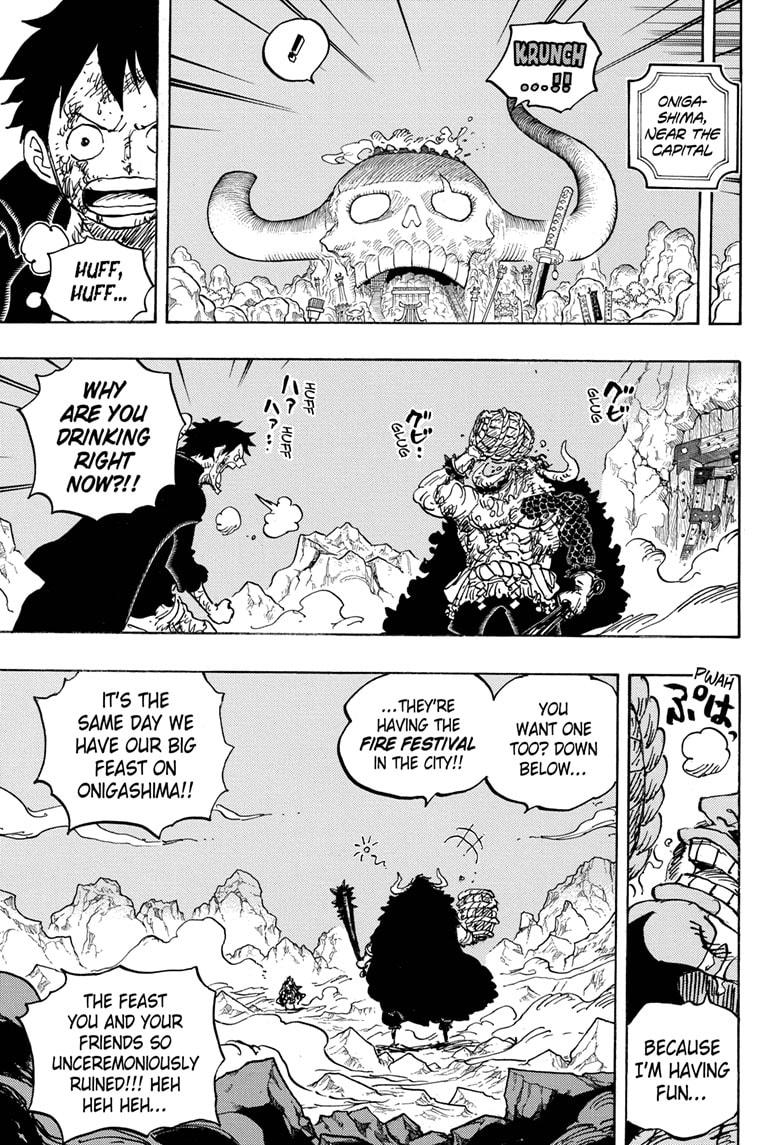 ONIGA-
SHIMA,
NEAR THE
CAPITAL
KRUNCH
...!!
!
HUFF,
HUFF...
グビ
GLUG
グビ
GLUG
ハァ
HUFF
ハァ
HUFF
WHY
ARE YOU
DRINKING
RIGHT
NOW?!!
PWAH
ぷはっ
BECAUSE
I'M HAVING
FUN...
YOU
WANT ONE
TOO? DOWN
BELOW...
...THEY'RE
HAVING THE
FIRE FESTIVAL
IN THE CITY!!
IT'S THE
SAME DAY WE
HAVE OUR BIG
FEAST ON
ONIGASHIMA!!
THE FEAST
YOU AND YOUR
FRIENDS SO
UNCEREMONIOUSLY
RUINED!!! HEH
HEH HEH...